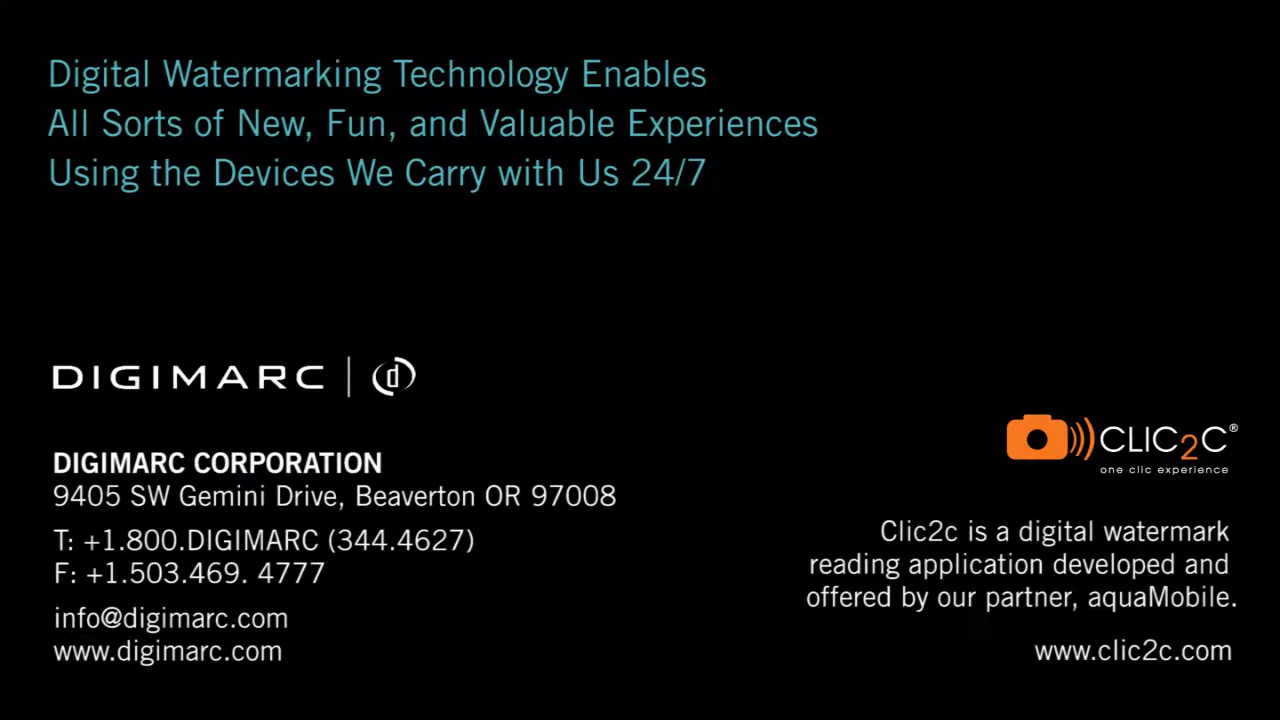 Digital Watermarking Technology Enables
All Sorts of New, Fun, and Valuable Experiences
Using the Devices We Carry with Us 24/7
DIGIMARC | d
DIGIMARC CORPORATION
9405 SW Gemini Drive, Beaverton OR 97008
T: +1.800.DIGIMARC (344.4627)
F: +1.503.469. 4777
info@digimarc.com
www.digimarc.com
CLIC2C®
one clic experience
Clic2c is a digital watermark
reading application developed and
offered by our partner, aquaMobile.
www.clic2c.com